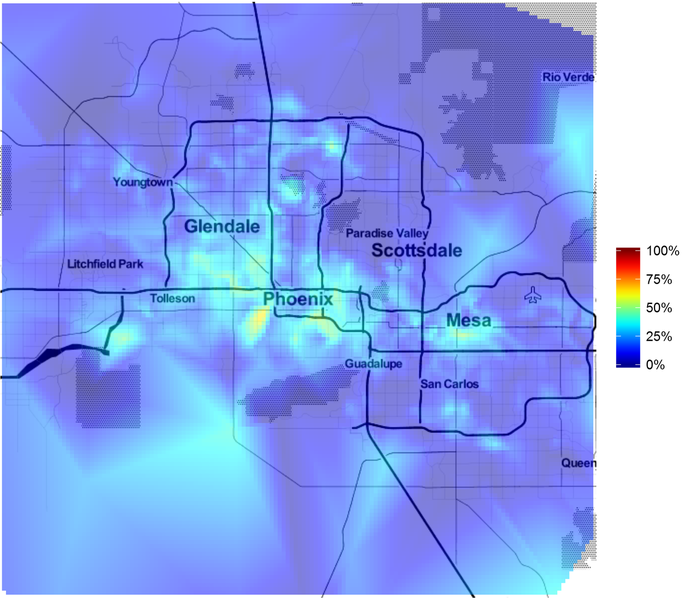 Rio Verde
Youngtown
Glendale
Paradise Valley
Scottsdale
Litchfield Park
Tolleson
Phoenix
Mesa
Guadalupe
San Carlos
Queen
100%
75%
50%
25%
0%